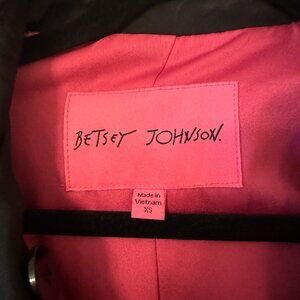 BETSEY JOHNSON.
Made in
Vietnam
XS